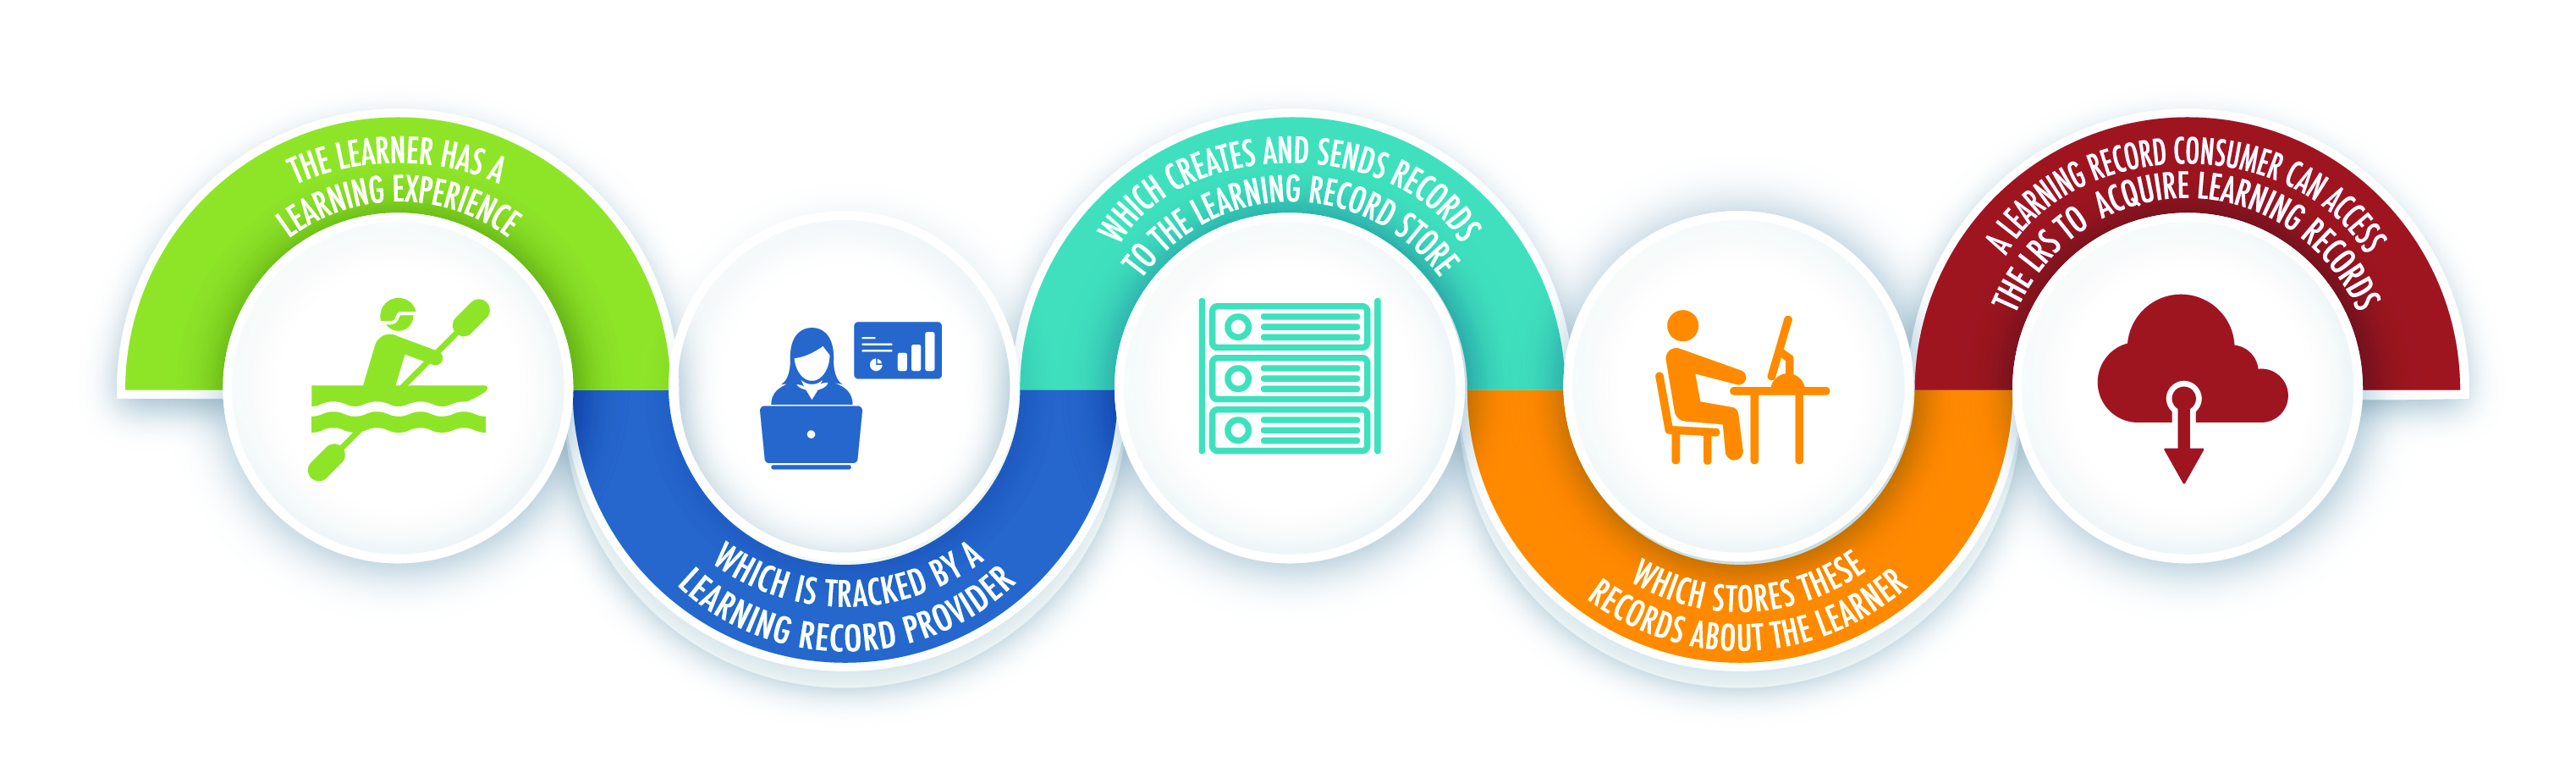 THE LEARNER HAS A
LEARNING EXPERIENCE
WHICH IS TRACKED BY A
LEARNING RECORD PROVIDER
WHICH CREATES AND SENDS RECORDS
TO THE LEARNING RECORD STORE
WHICH STORES THESE
RECORDS ABOUT THE LEARNER
A LEARNING RECORD CONSUMER CAN ACCESS
THE LRS TO ACQUIRE LEARNING RECORDS